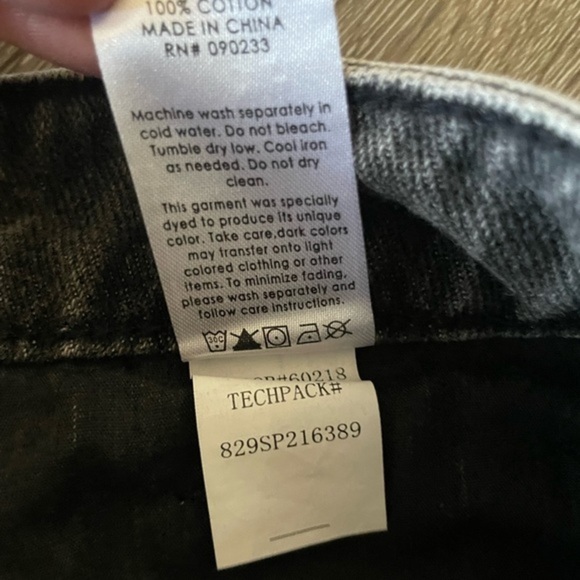 100% COTTON
MADE IN CHINA
RN# 090233
Machine wash separately in
cold water. Do not bleach.
Tumble dry low. Cool iron
as needed. Do not dry
clean.
This garment was specially
dyed to produce its unique
color. Take care,dark colors
may transfer onto light
colored clothing or other
items. To minimize fading,
please wash separately and
follow care instructions.
30C
#60218
TECHPACK#
829SP216389